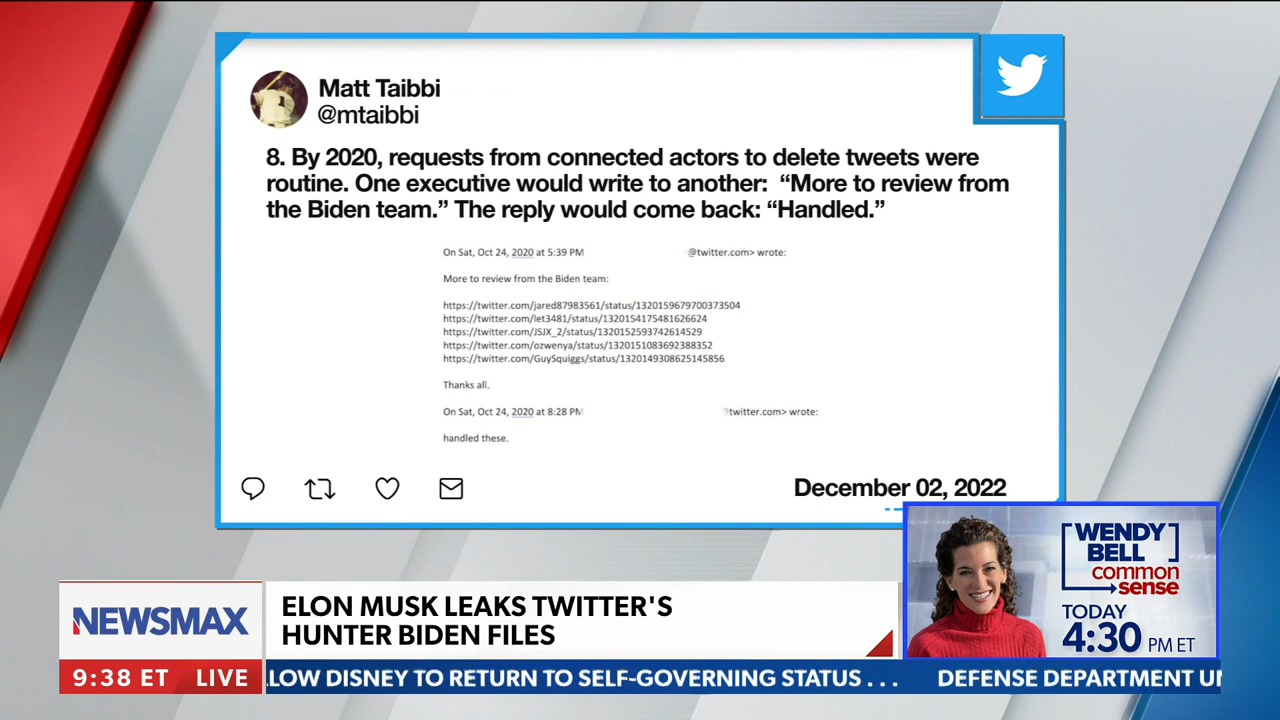 Matt Taibbi
@mtaibbi
8. By 2020, requests from connected actors to delete tweets were
routine. One executive would write to another:  “More to review from
the Biden team.” The reply would come back: “Handled.”
On Sat, Oct 24, 2020 at 5:39 PM @twitter.com> wrote:
More to review from the Biden team:
https://twitter.com/jared87983561/status/1320159679700373504
https://twitter.com/let3481/status/1320154175481626624
https://twitter.com/JSJX_2/status/1320152593742614529
https://twitter.com/ozwenya/status/1320151083692388352
https://twitter.com/GuySquiggs/status/1320149308625145856
Thanks all.
On Sat, Oct 24, 2020 at 8:28 PM @twitter.com> wrote:
handled these.
December 02, 2022
WENDY
BELL
common
sense
TODAY
4:30 PM ET
NEWSMAX
ELON MUSK LEAKS TWITTER'S
HUNTER BIDEN FILES
9:38 ET LIVE
LOW DISNEY TO RETURN TO SELF-GOVERNING STATUS . . . DEFENSE DEPARTMENT